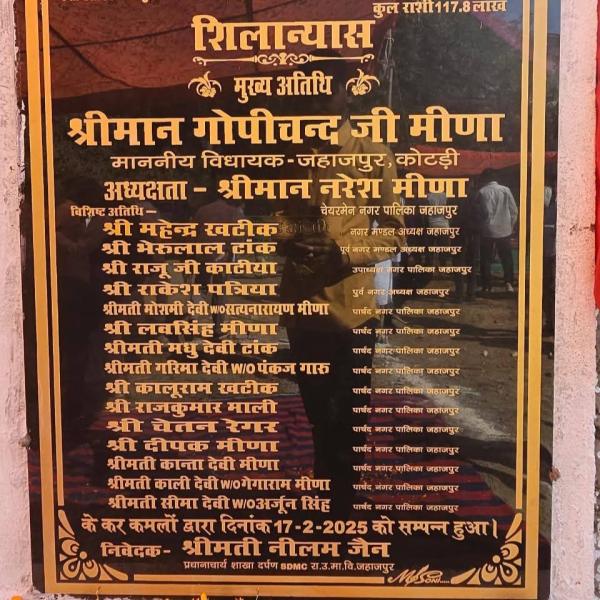 कुल राशी 117.8 लाख
शिलान्यास
मुख्य अतिथि
श्रीमान गोपीचन्द जी मीणा
माननीय विधायक-जहाजपुर, कोटड़ी
अध्यक्षता - श्रीमान नरेश मीणा
विशिष्ट अतिथि— चेयरमेन नगर पालिका जहाजपुर
श्री महेन्द्र खटीक नगर मण्डल अध्यक्ष जहाजपुर
श्री भेरुलाल टांक पूर्व नगर मण्डल अध्यक्ष जहाजपुर
श्री राजू जी काटीया उपाध्यक्ष नगर पालिका जहाजपुर
श्री राकेश पत्रिया पूर्व नगर अध्यक्ष जहाजपुर
श्रीमती मोशमी देवी w/o सत्यनारायण मीणा पार्षद नगर पालिका जहाजपुर
श्री लवसिंह मीणा पार्षद नगर पालिका जहाजपुर
श्रीमती मधु देवी टांक पार्षद नगर पालिका जहाजपुर
श्रीमती गरिमा देवी W/O पंकज गारू पार्षद नगर पालिका जहाजपुर
श्री कालूराम खटीक पार्षद नगर पालिका जहाजपुर
श्री राजकुमार माली पार्षद नगर पालिका जहाजपुर
श्री चेतन रेगर पार्षद नगर पालिका जहाजपुर
श्री दीपक मीणा पार्षद नगर पालिका जहाजपुर
श्रीमती कान्ता देवी मीणा पार्षद नगर पालिका जहाजपुर
श्रीमती काली देवी w/o गेगाराम मीणा पार्षद नगर पालिका जहाजपुर
श्रीमती सीमा देवी w/o अर्जून सिंह पार्षद नगर पालिका जहाजपुर
के कर कमलों द्वारा दिनांक 17-2-2025 को सम्पन्न हुआ।
निवेदक- श्रीमती नीलम जैन
प्रधानाचार्य शाखा दर्पण SDMC रा.उ.मा.वि.जहाजपुर